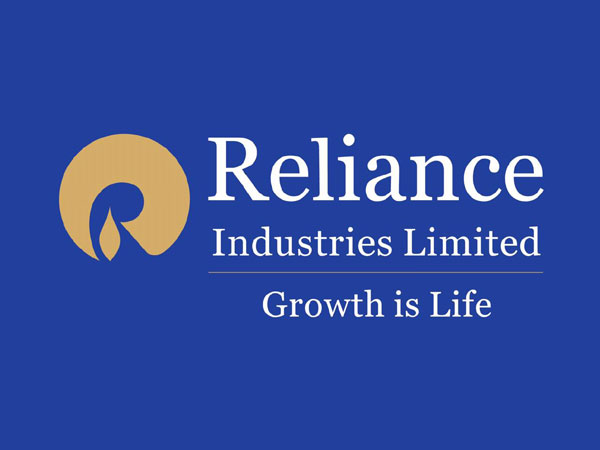 Reliance
Industries Limited
Growth is Life